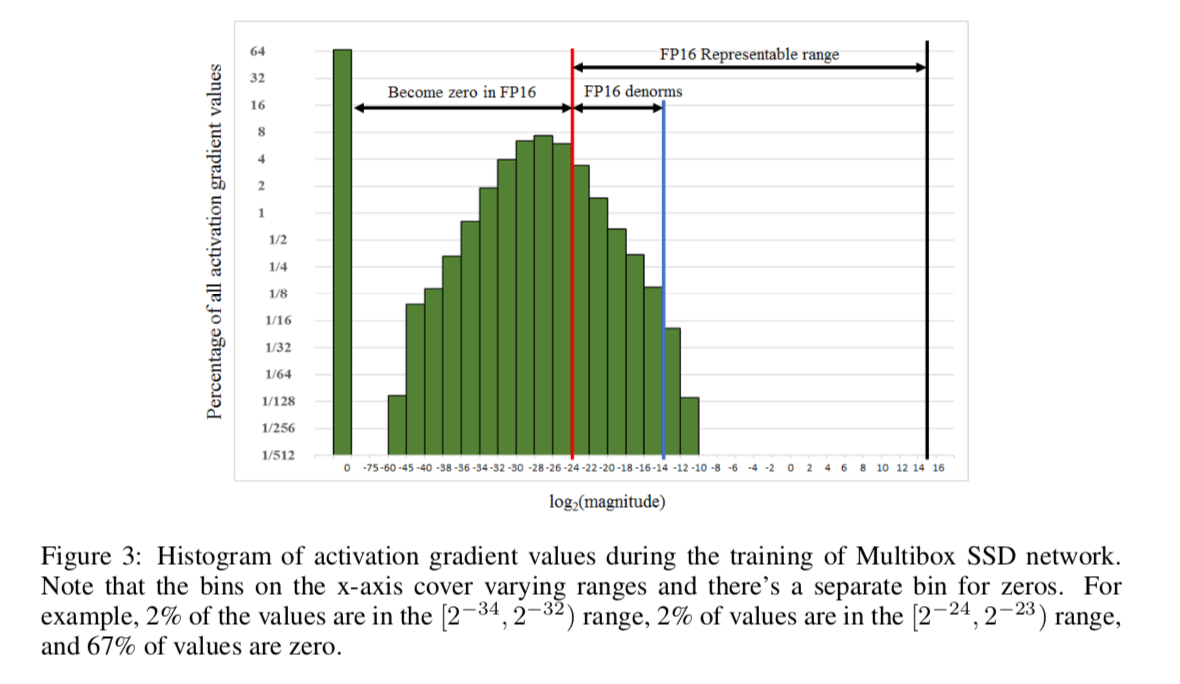 FP16 Representable range
Become zero in FP16
FP16 denorms
Percentage of all activation gradient values
64
32
16
8
4
2
1
1/2
1/4
1/8
1/16
1/32
1/64
1/128
1/256
1/512
0 -75 -60 -45 -40 -38 -36 -34 -32 -30 -28 -26 -24 -22 -20 -18 -16 -14 -12 -10 -8 -6 -4 -2 0 2 4 6 8 10 12 14 16
log₂(magnitude)
Figure 3: Histogram of activation gradient values during the training of Multibox SSD network.
Note that the bins on the x-axis cover varying ranges and there's a separate bin for zeros. For
example, 2% of the values are in the [2⁻³⁴, 2⁻³²) range, 2% of values are in the [2⁻²⁴, 2⁻²³) range,
and 67% of values are zero.